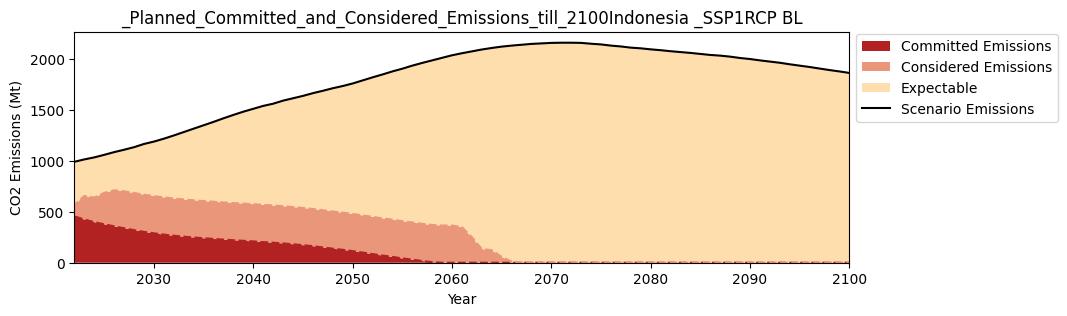 _Planned_Committed_and_Considered_Emissions_till_2100Indonesia _SSP1RCP BL
CO2 Emissions (Mt)
2000
1500
1000
500
0
2030 2040 2050 2060 2070 2080 2090 2100
Year
Committed Emissions
Considered Emissions
Expectable
Scenario Emissions